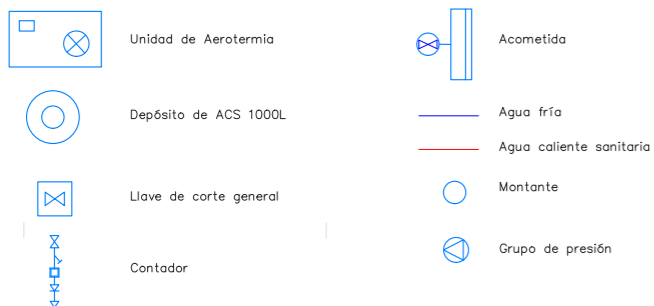 Unidad de Aerotermia
Depósito de ACS 1000L
Llave de corte general
Contador
Acometida
Agua fría
Agua caliente sanitaria
Montante
Grupo de presión